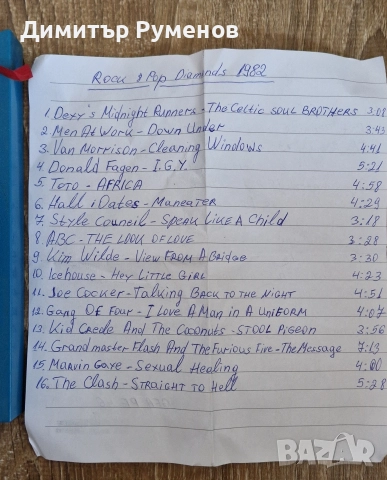 Димитър Руменов
Rock & Pop Diamonds 1982
1. Dexy's Midnight Runners - The Celtic SOUL BROTHERS 3:08
2 Men At Work - Down Under 3:43
3. Van Morrison - Cleaning Windows 4:41
4 Donald Fagen - I.G.Y. 5:21
5. Toto - AFRICA 4:58
6. Hall i Oates - Maneater 4:29
7. Style Council - SPEAK LIKE A Child 3:18
8. ABC - THE LOOK OF LOVE 3:28
9. Kim Wilde - View FROM A Bridge 3:30
10. Icehouse - Hey LITTLE GIRL 4:23
11. Joe Cocker - Talking BACK TO THE NIGHT 4:51
12. Gang OF Four - I LOVE A Man in A UniFORM 4:07
13. Kid Creole And The Coconuts - STOOL PIGEON 3:56
14. Grandmaster Flash And The Furious Five - The Message 7:13
15. Marvin Gaye - Sexual Healing 4:00
16. The Clash - STRAIGHT TO Hell 5:28
BAZAR